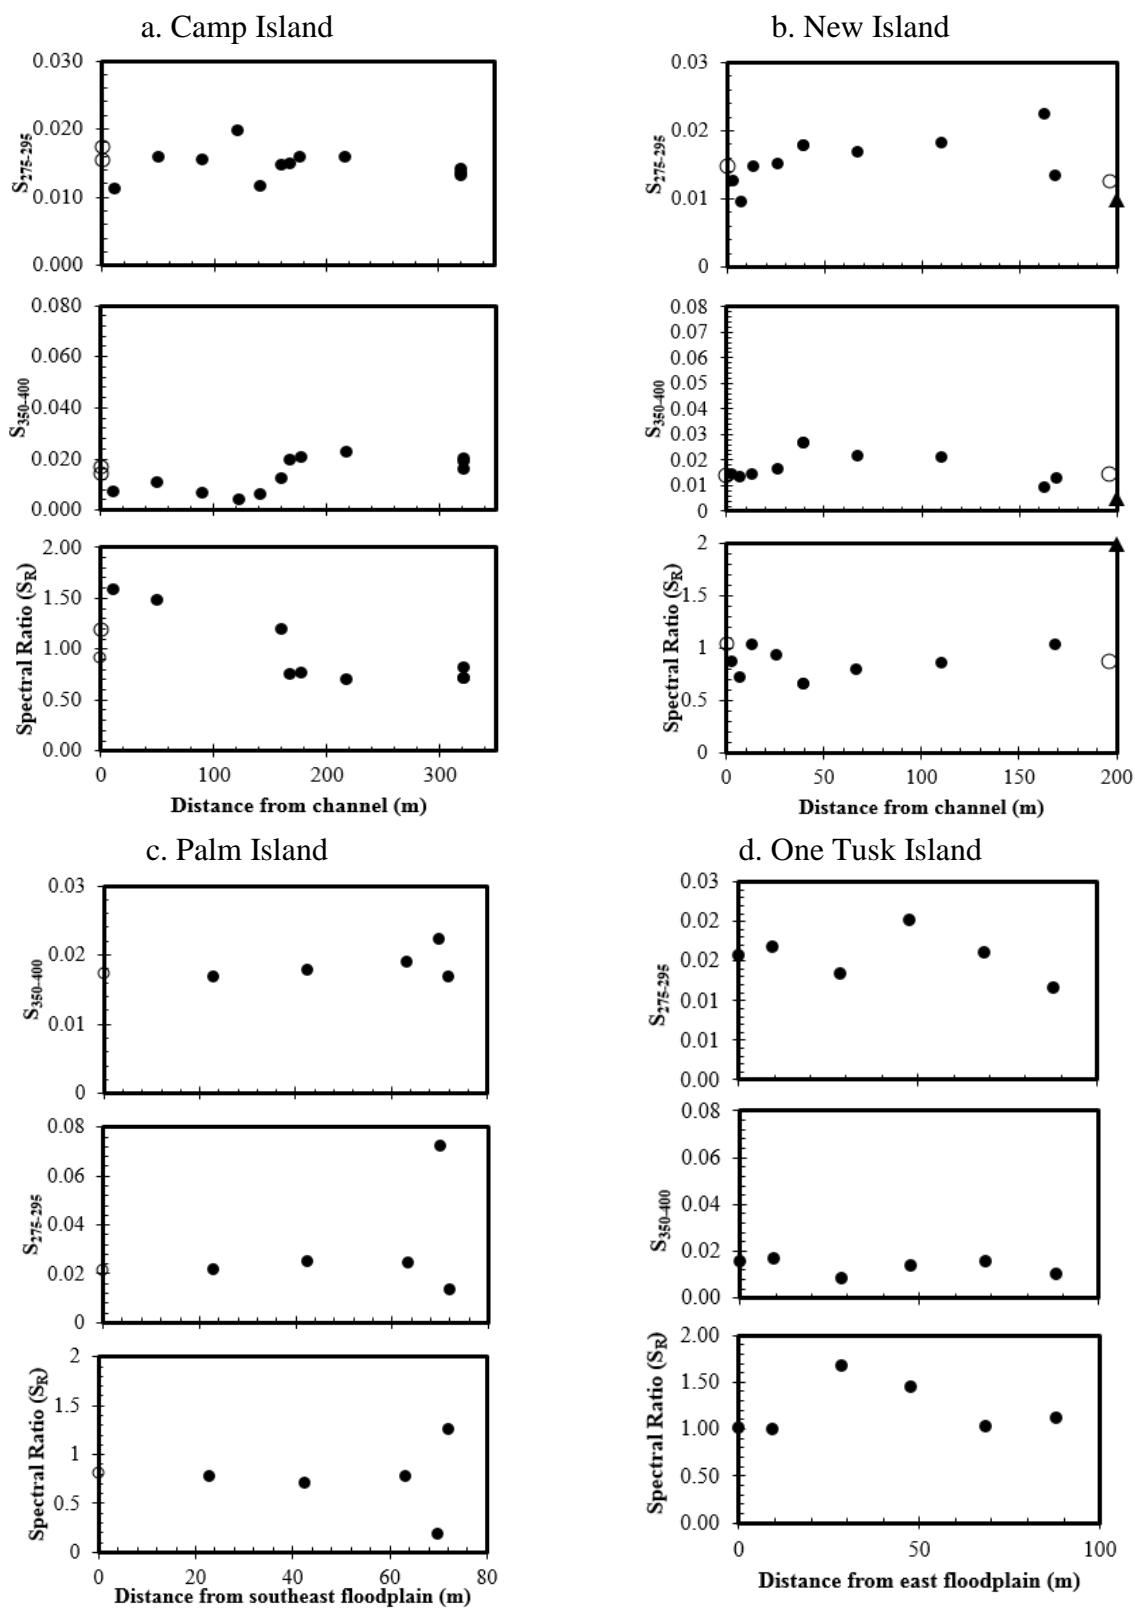 a. Camp Island
0.030
0.020
0.010
0.000
S275-295
0.080
0.060
0.040
0.020
0.000
S350-400
2.00
1.50
1.00
0.50
0.00
Spectral Ratio (SR)
0 100 200 300
Distance from channel (m)
b. New Island
0.03
0.02
0.01
0
S275-295
0.08
0.07
0.06
0.05
0.04
0.03
0.02
0.01
0
S350-400
2
1.5
1
0.5
0
Spectral Ratio (SR)
0 50 100 150 200
Distance from channel (m)
c. Palm Island
0.03
0.02
0.01
0
S350-400
0.08
0.06
0.04
0.02
0
S275-295
0 20 40 60 80
2
1.5
1
0.5
0
Spectral Ratio (SR)
0 20 40 60 80
Distance from southeast floodplain (m)
d. One Tusk Island
0.03
0.02
0.02
0.01
0.01
0.00
S275-295
0.08
0.06
0.04
0.02
0.00
S350-400
2.00
1.50
1.00
0.50
0.00
Spectral Ratio (SR)
0 50 100
Distance from east floodplain (m)